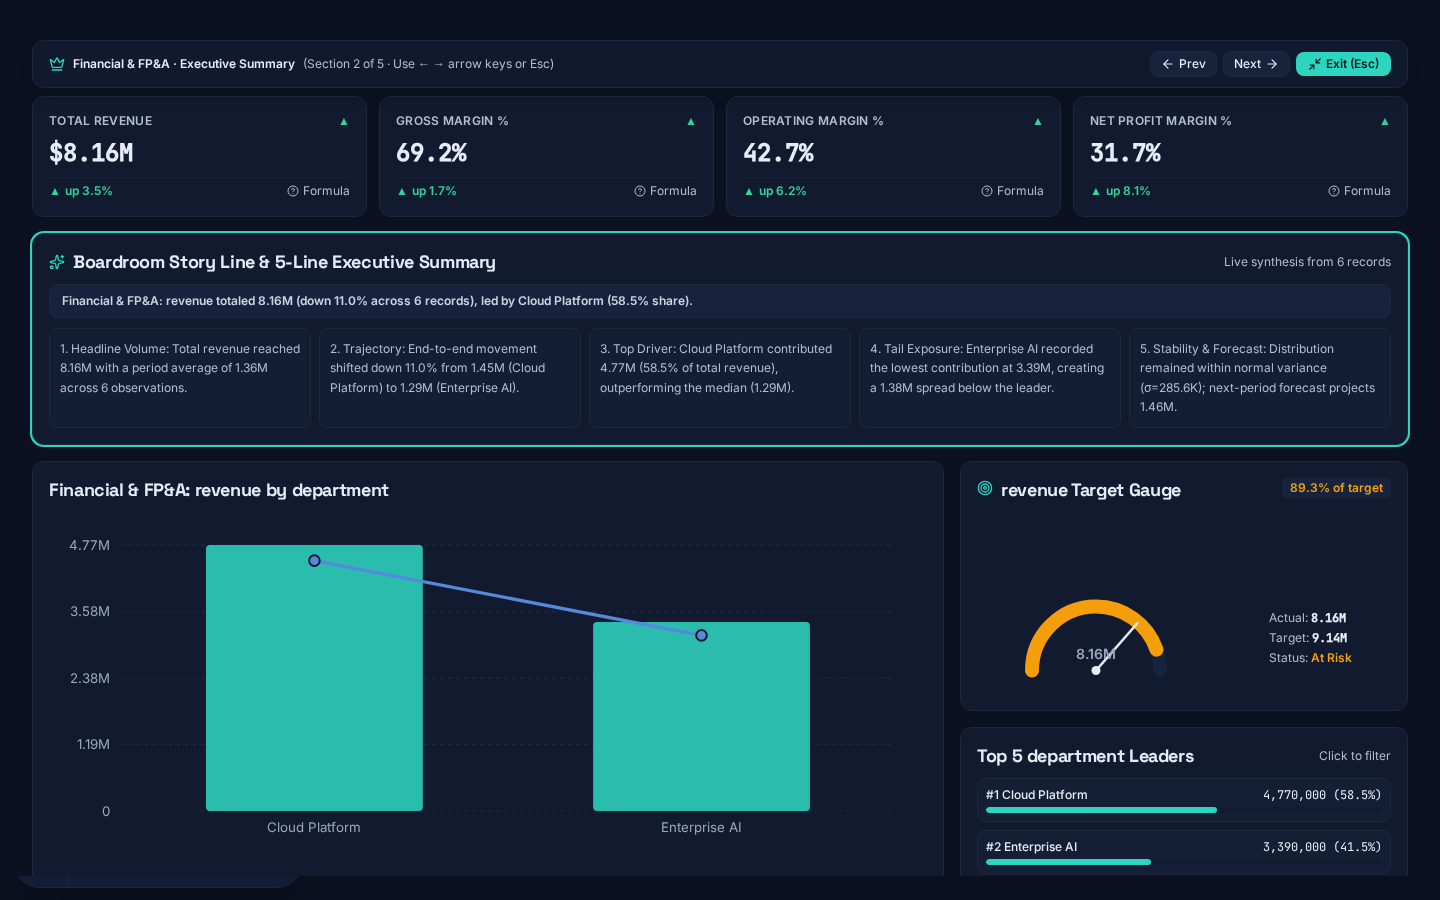 Financial & FP&A · Executive Summary (Section 2 of 5 · Use ← → arrow keys or Esc)
← Prev
Next →
Exit (Esc)
TOTAL REVENUE ▲
$8.16M
▲ up 3.5% Formula
GROSS MARGIN % ▲
69.2%
▲ up 1.7% Formula
OPERATING MARGIN % ▲
42.7%
▲ up 6.2% Formula
NET PROFIT MARGIN % ▲
31.7%
▲ up 8.1% Formula
Boardroom Story Line & 5-Line Executive Summary
Live synthesis from 6 records
Financial & FP&A: revenue totaled 8.16M (down 11.0% across 6 records), led by Cloud Platform (58.5% share).
1. Headline Volume: Total revenue reached
8.16M with a period average of 1.36M
across 6 observations.
2. Trajectory: End-to-end movement
shifted down 11.0% from 1.45M (Cloud
Platform) to 1.29M (Enterprise AI).
3. Top Driver: Cloud Platform contributed
4.77M (58.5% of total revenue),
outperforming the median (1.29M).
4. Tail Exposure: Enterprise AI recorded
the lowest contribution at 3.39M, creating
a 1.38M spread below the leader.
5. Stability & Forecast: Distribution
remained within normal variance
(σ=285.6K); next-period forecast projects
1.46M.
Financial & FP&A: revenue by department
4.77M
3.58M
2.38M
1.19M
0
Cloud Platform
Enterprise AI
revenue Target Gauge
89.3% of target
8.16M
Actual: 8.16M
Target: 9.14M
Status: At Risk
Top 5 department Leaders
Click to filter
#1 Cloud Platform 4,770,000 (58.5%)
#2 Enterprise AI 3,390,000 (41.5%)